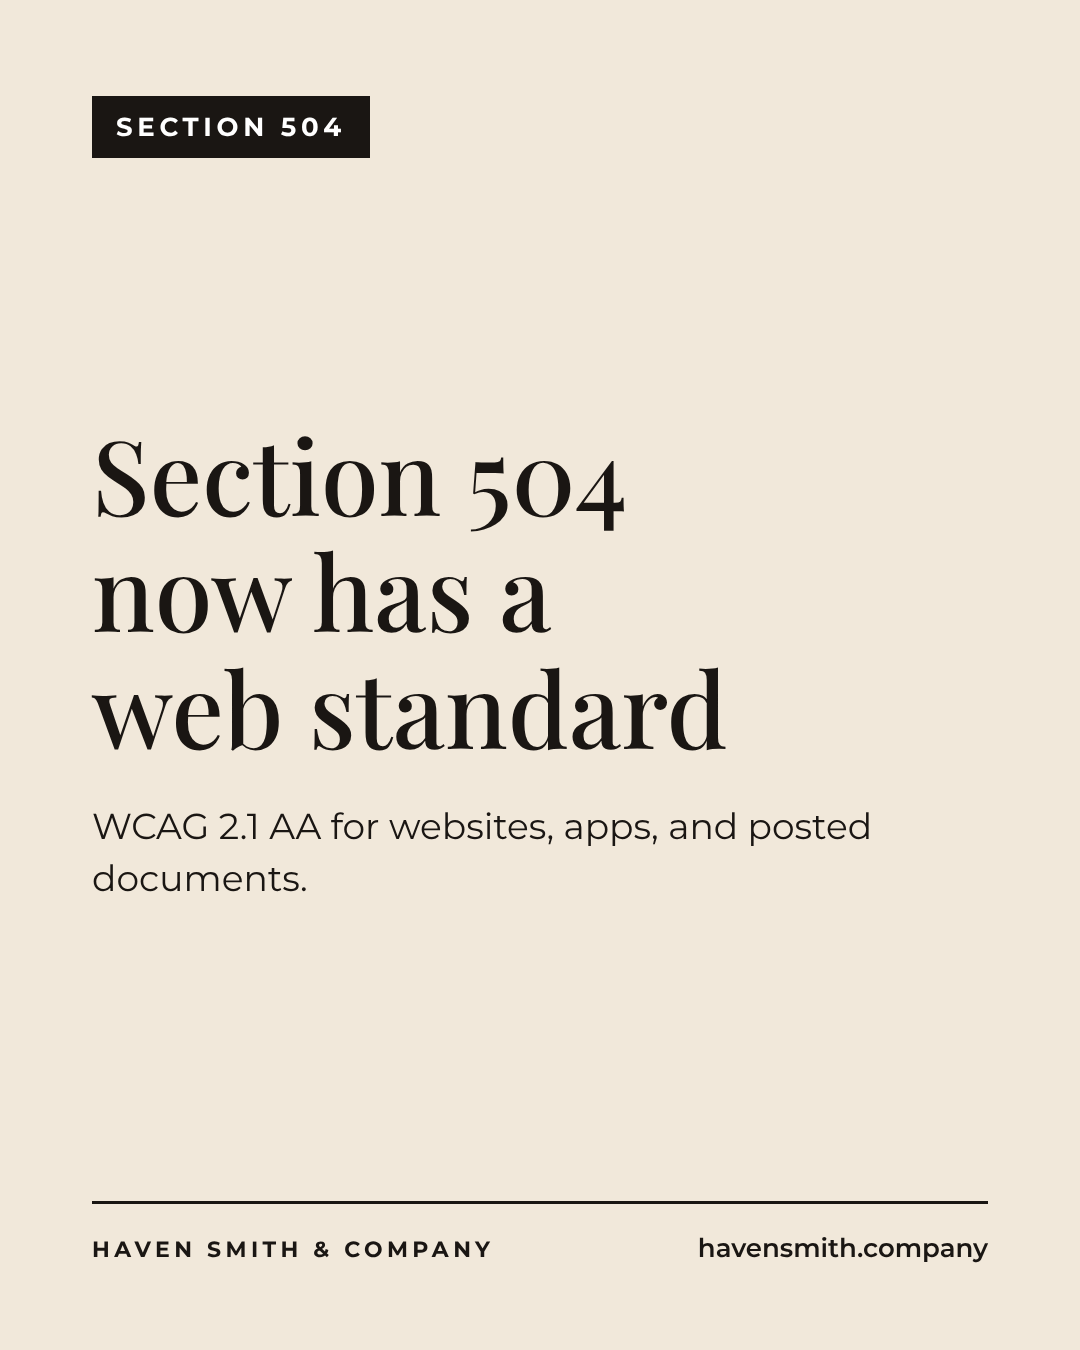 SECTION 504
Section 504
now has a
web standard
WCAG 2.1 AA for websites, apps, and posted
documents.
HAVEN SMITH & COMPANY
havensmith.company